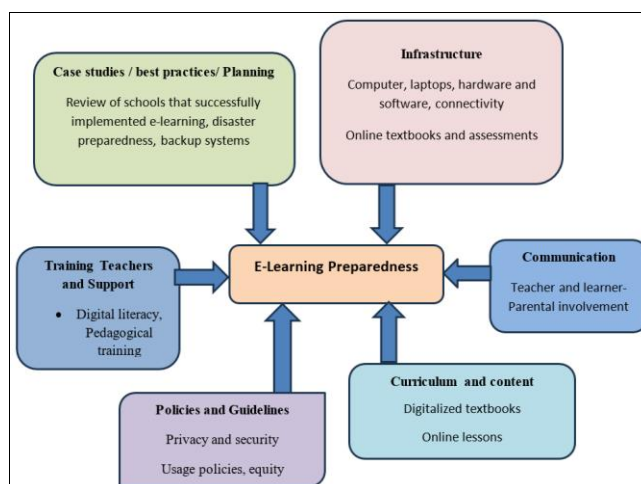 Case studies / best practices/ Planning
Review of schools that successfully
implemented e-learning, disaster
preparedness, backup systems
Infrastructure
Computer, laptops, hardware and
software, connectivity
Online textbooks and assessments
Training Teachers
and Support
• Digital literacy,
Pedagogical
training
E-Learning Preparedness
Communication
Teacher and learner-
Parental involvement
Policies and Guidelines
Privacy and security
Usage policies, equity
Curriculum and content
Digitalized textbooks
Online lessons